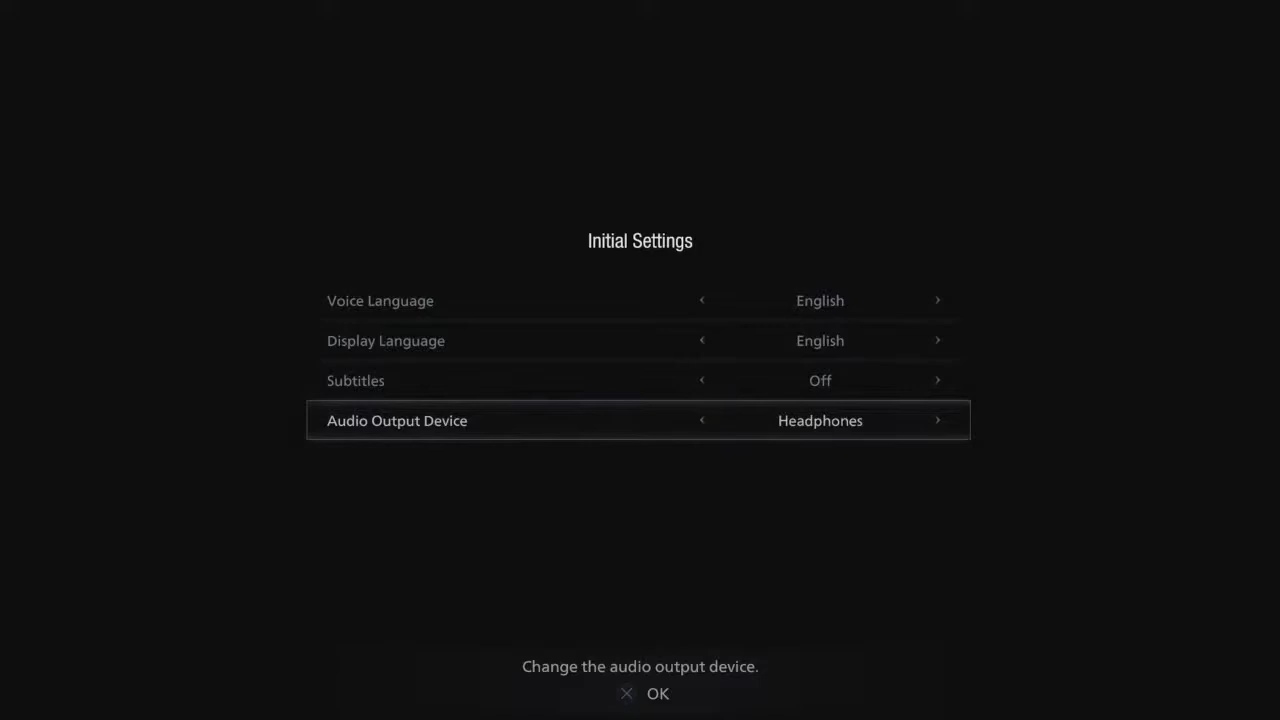 Initial Settings
Voice Language < English >
Display Language < English >
Subtitles < Off >
Audio Output Device < Headphones >
Change the audio output device.
OK